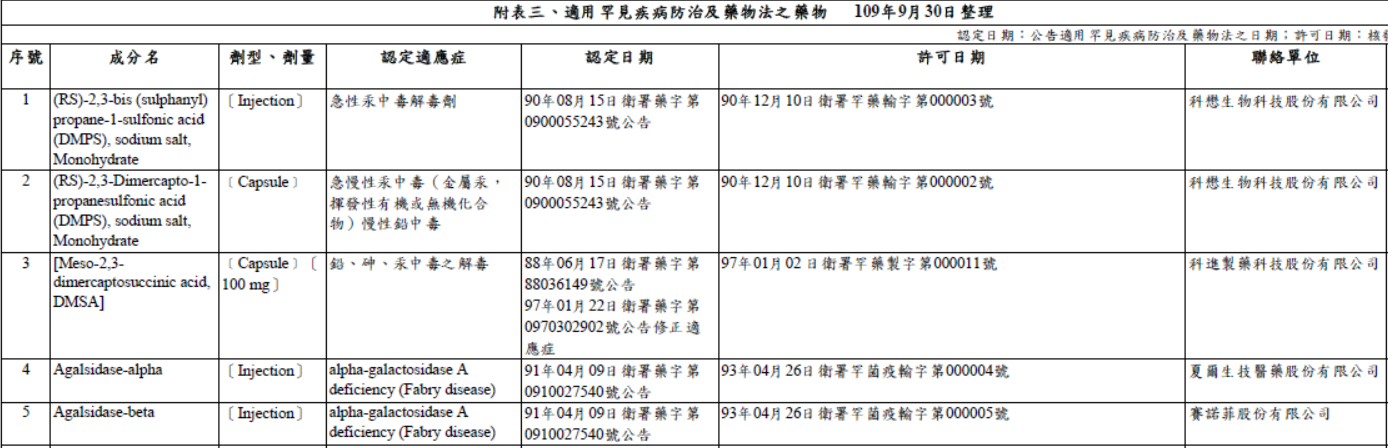 附表三、適用罕見疾病防治及藥物法之藥物 109年9月30日整理
認定日期：公告適用罕見疾病防治及藥物法之日期；許可日期：核
序號 成分名 劑型、劑量 認定適應症 認定日期 許可日期 聯絡單位
1 (RS)-2,3-bis (sulphanyl) 〔Injection〕 急性汞中毒解毒劑 90年08月15日衛署藥字第 90年12月10日衛署罕藥輸字第000003號 科懋生物科技股份有限公司
propane-1-sulfonic acid 0900055243號公告
(DMPS), sodium salt,
Monohydrate
2 (RS)-2,3-Dimercapto-1- 〔Capsule〕 急慢性汞中毒（金屬汞， 90年08月15日衛署藥字第 90年12月10日衛署罕藥輸字第000002號 科懋生物科技股份有限公司
propanesulfonic acid 揮發性有機或無機化合 0900055243號公告
(DMPS), sodium salt, 物）慢性鉛中毒
Monohydrate
3 [Meso-2,3- 〔Capsule〕〔 鉛、砷、汞中毒之解毒 88年06月17日衛署藥字第 97年01月02 日衛署罕藥製字第000011號 科進製藥科技股份有限公司
dimercaptosuccinic acid, 100 mg〕 88036149號公告
DMSA] 97年01月22日衛署藥字第
0970302902號公告修正適
應症
4 Agalsidase-alpha 〔Injection〕 alpha-galactosidase A 91年04月09日衛署藥字第 93年04月26日衛署罕菌疫輸字第000004號 夏爾生技醫藥股份有限公司
deficiency (Fabry disease) 0910027540號公告
5 Agalsidase-beta 〔Injection〕 alpha-galactosidase A 91年04月09日衛署藥字第 93年04月26日衛署罕菌疫輸字第000005號 賽諾菲股份有限公司
deficiency (Fabry disease) 0910027540號公告